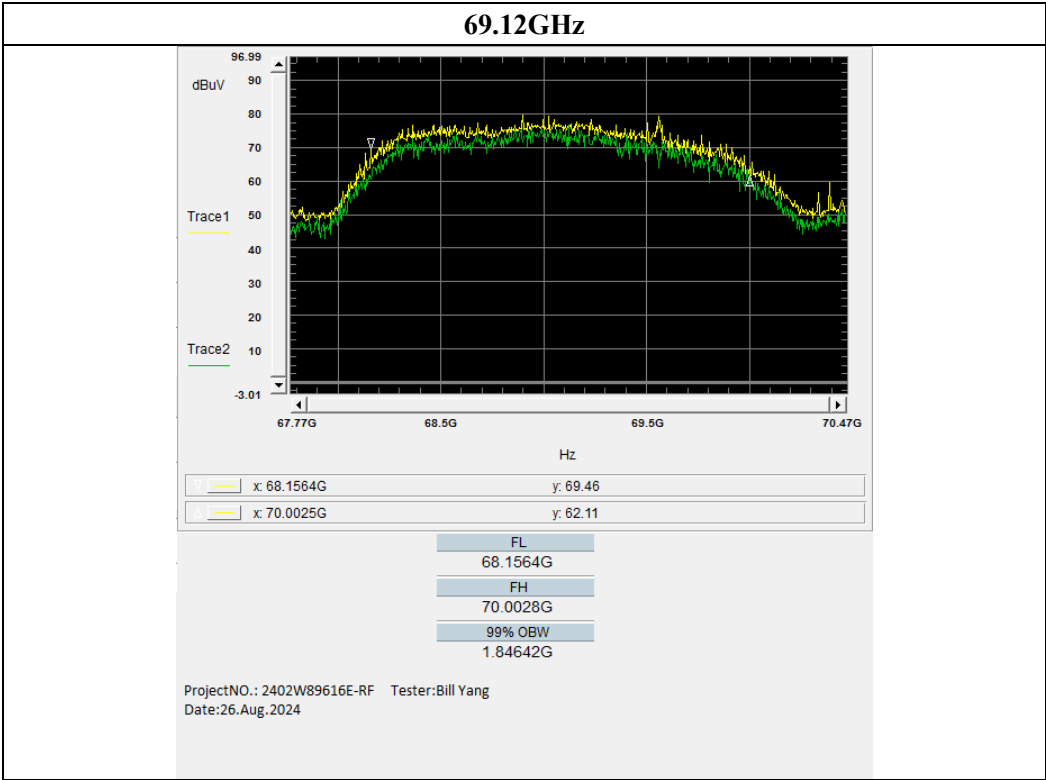 69.12GHz
96.99
dBuV
90
80
70
60
Trace1
50
40
30
20
Trace2
10
-3.01
67.77G 68.5G 69.5G 70.47G
Hz
x: 68.1564G y: 69.46
x: 70.0025G y: 62.11
FL
68.1564G
FH
70.0028G
99% OBW
1.84642G
ProjectNO.: 2402W89616E-RF Tester:Bill Yang
Date:26.Aug.2024